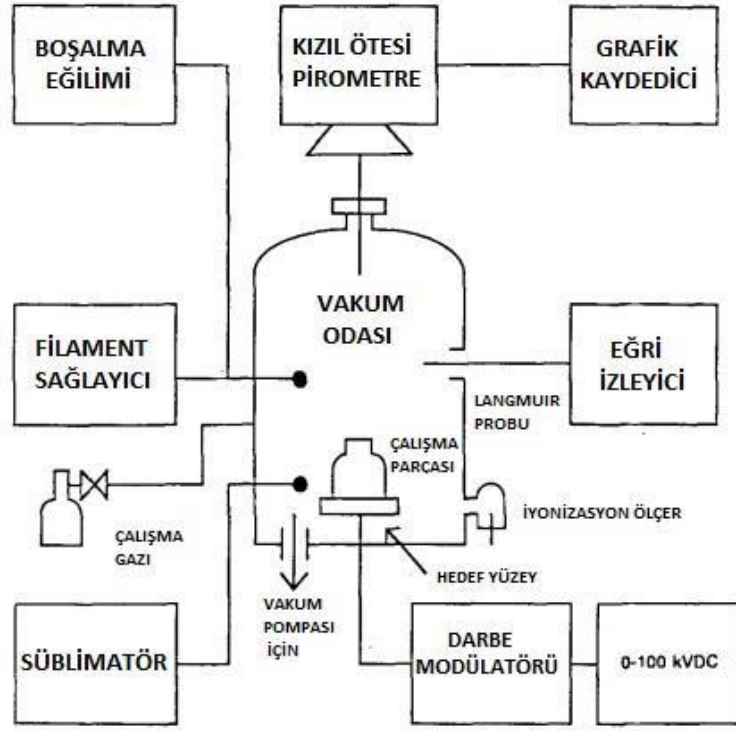 BOŞALMA
EĞİLİMİ
KIZIL ÖTESİ
PİROMETRE
GRAFİK
KAYDEDİCİ
VAKUM
ODASI
FİLAMENT
SAĞLAYICI
EĞRİ
İZLEYİCİ
LANGMUIR
PROBU
ÇALIŞMA
PARÇASI
ÇALIŞMA
GAZI
İYONİZASYON ÖLÇER
HEDEF YÜZEY
VAKUM
POMPASI
İÇİN
SÜBLİMATÖR
DARBE
MODÜLATÖRÜ
0-100 kVDC